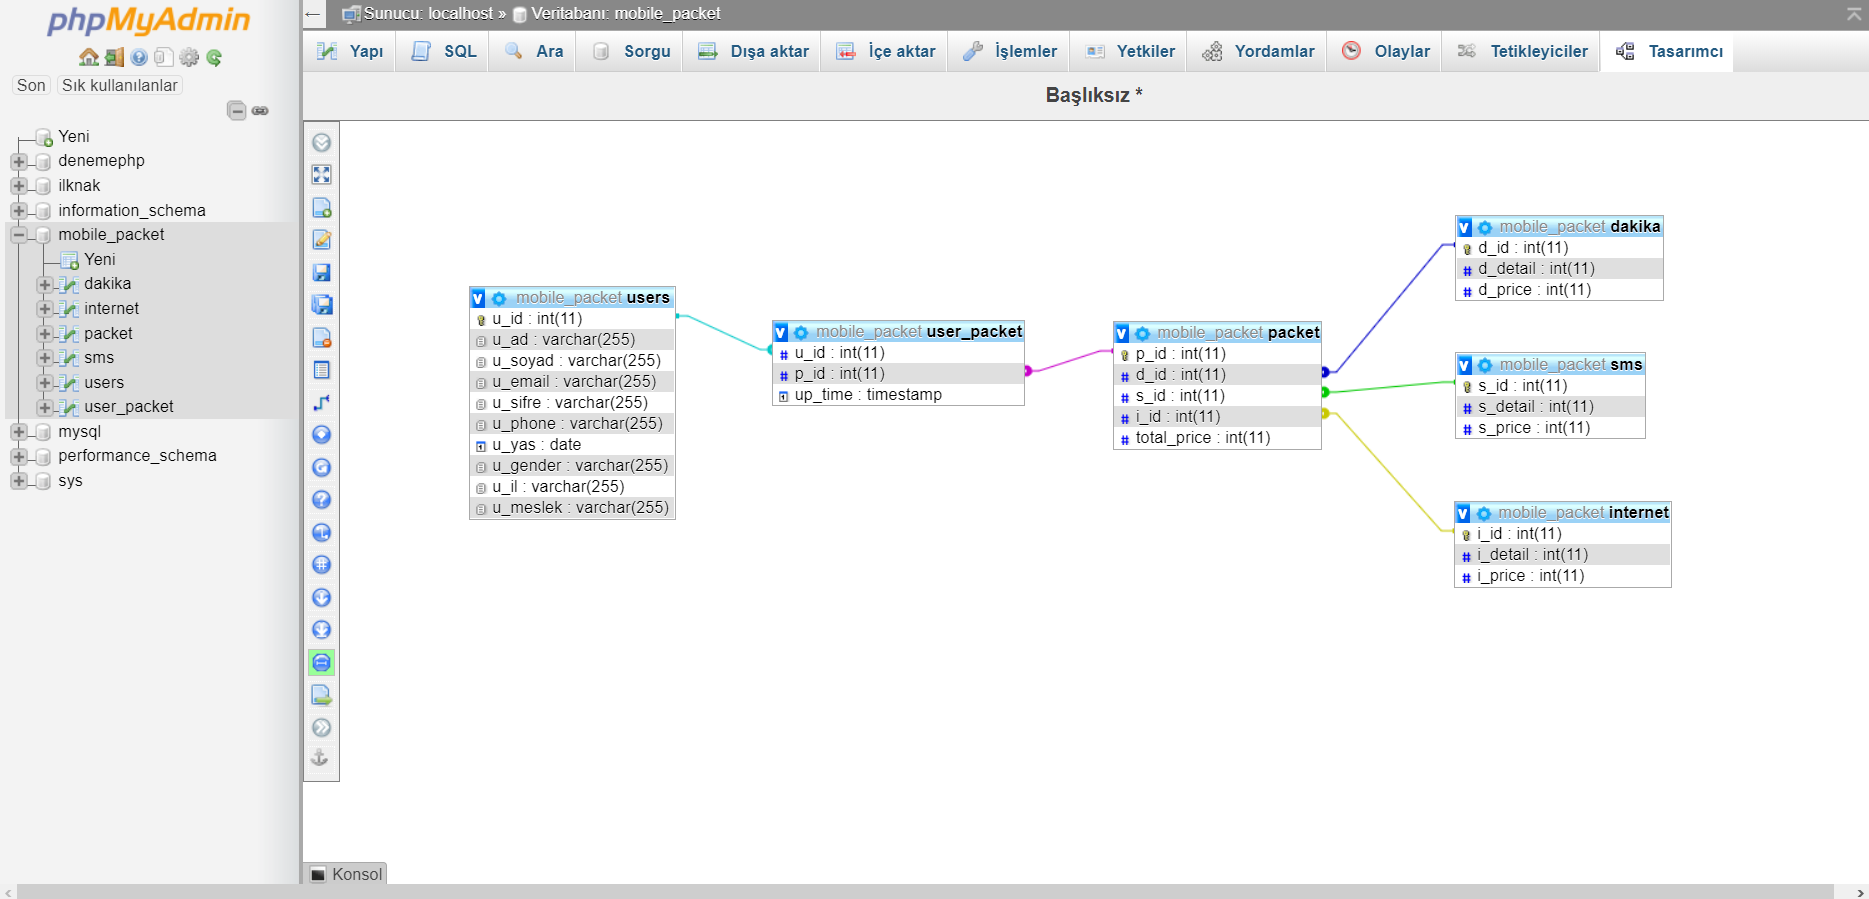 phpMyAdmin
Son Sık kullanılanlar
Yeni
denemephp
ilknak
information_schema
mobile_packet
Yeni
dakika
internet
packet
sms
users
user_packet
mysql
performance_schema
sys
← Sunucu: localhost » Veritabanı: mobile_packet
Yapı SQL Ara Sorgu Dışa aktar İçe aktar İşlemler Yetkiler Yordamlar Olaylar Tetikleyiciler Tasarımcı
Başlıksız *
v mobile_packet users
u_id : int(11)
u_ad : varchar(255)
u_soyad : varchar(255)
u_email : varchar(255)
u_sifre : varchar(255)
u_phone : varchar(255)
u_yas : date
u_gender : varchar(255)
u_il : varchar(255)
u_meslek : varchar(255)
v mobile_packet user_packet
# u_id : int(11)
# p_id : int(11)
up_time : timestamp
v mobile_packet packet
p_id : int(11)
# d_id : int(11)
# s_id : int(11)
# i_id : int(11)
# total_price : int(11)
v mobile_packet dakika
d_id : int(11)
# d_detail : int(11)
# d_price : int(11)
v mobile_packet sms
s_id : int(11)
# s_detail : int(11)
# s_price : int(11)
v mobile_packet internet
i_id : int(11)
# i_detail : int(11)
# i_price : int(11)
Konsol